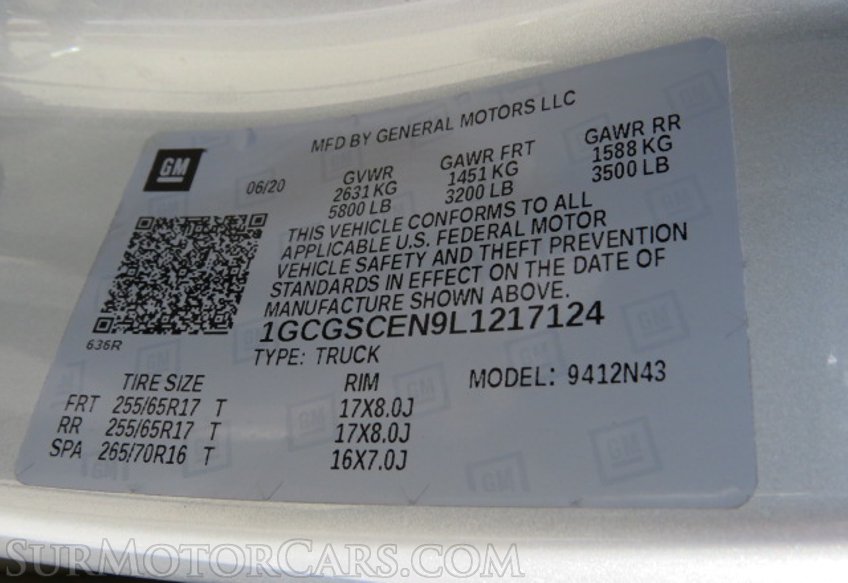 MFD BY GENERAL MOTORS LLC
GM
06/20
GVWR GAWR FRT GAWR RR
2631 KG 1451 KG 1588 KG
5800 LB 3200 LB 3500 LB
THIS VEHICLE CONFORMS TO ALL
APPLICABLE U.S. FEDERAL MOTOR
VEHICLE SAFETY AND THEFT PREVENTION
STANDARDS IN EFFECT ON THE DATE OF
MANUFACTURE SHOWN ABOVE.
636R
1GCGSCEN9L1217124
TYPE: TRUCK
MODEL: 9412N43
TIRE SIZE RIM
FRT 255/65R17 T 17X8.0J
RR 255/65R17 T 17X8.0J
SPA 265/70R16 T 16X7.0J
SURMOTORCARS.COM